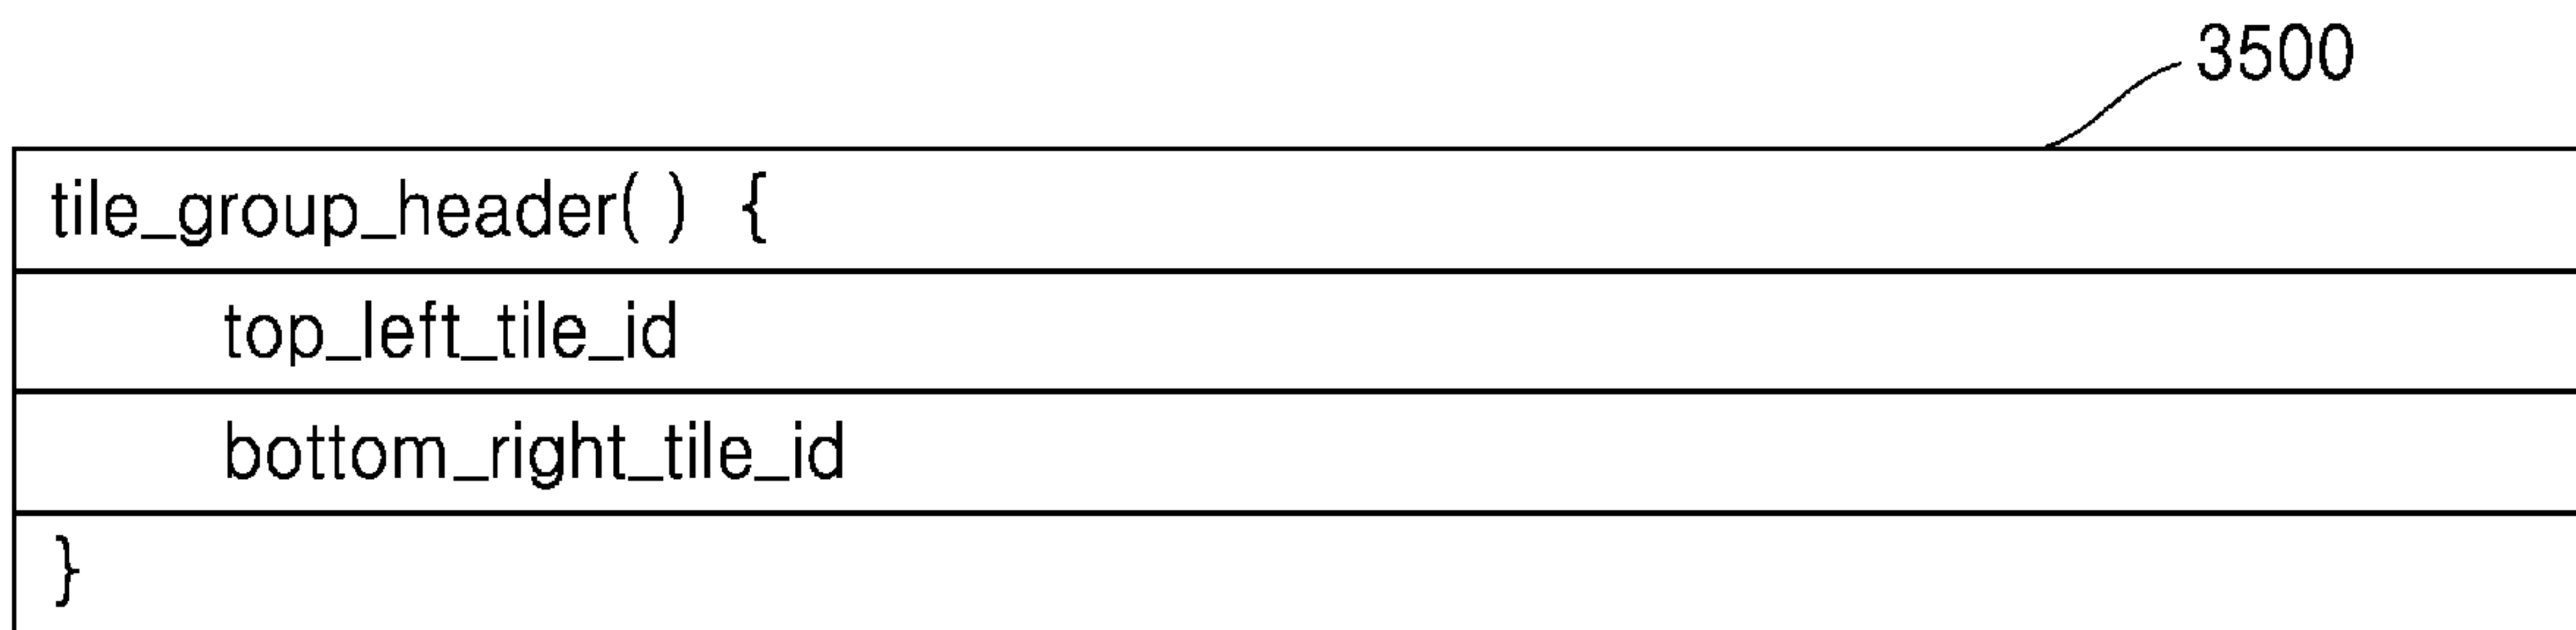 3500
tile_group_header( ) {
top_left_tile_id
bottom_right_tile_id
}